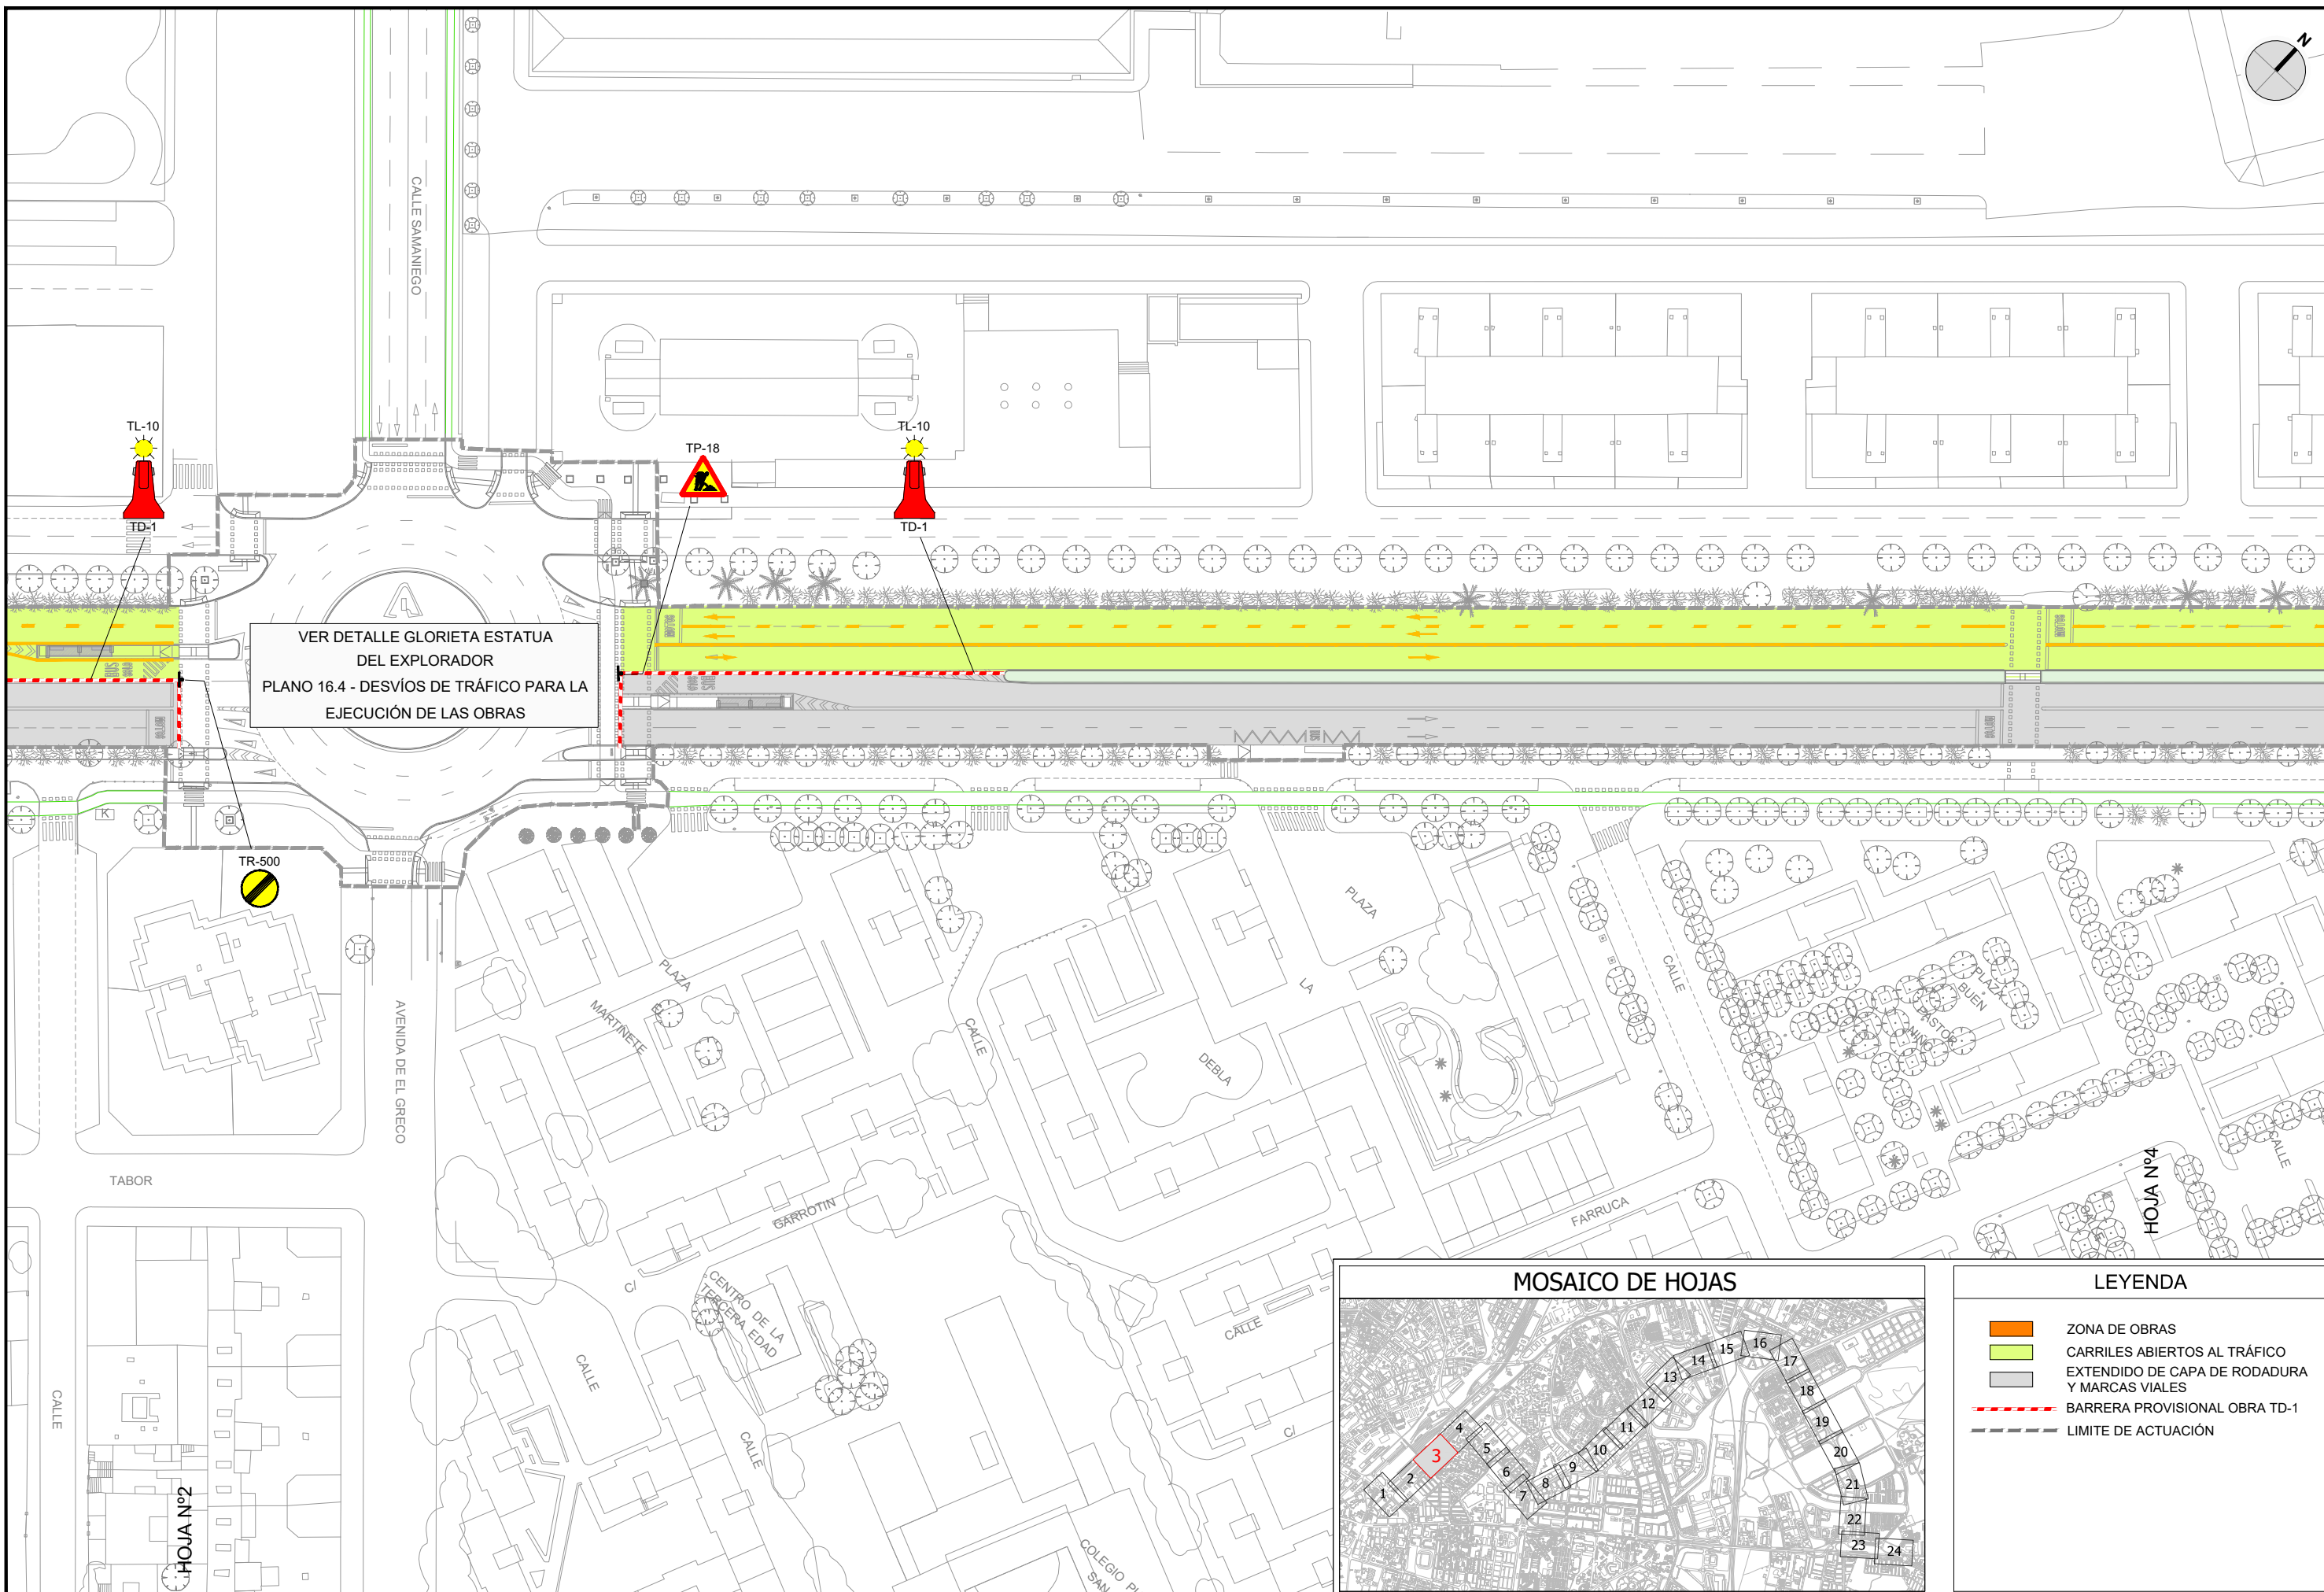 N
CALLE SAMANIEGO
TL-10
TD-1
TP-18
TL-10
TD-1
VER DETALLE GLORIETA ESTATUA
DEL EXPLORADOR
PLANO 16.4 - DESVÍOS DE TRÁFICO PARA LA
EJECUCIÓN DE LAS OBRAS
BUS
K
TR-500
AVENIDA DE EL GRECO
TABOR
CALLE
HOJA Nº2
PLAZA
EL
MARTINETE
CALLE
C/
GARROTIN
CENTRO DE LA
TERCERA EDAD
CALLE
CALLE
PLAZA
LA
DEBLA
CALLE
PLAZA
BUEN
PASTOR
NIÑO
FARRUCA
CALLE
C/
COLEGIO
SAN
CALLE
HOJA Nº4
CALLE
MOSAICO DE HOJAS
1
2
3
4
5
6
7
8
9
10
11
12
13
14
15
16
17
18
19
20
21
22
23
24
LEYENDA
ZONA DE OBRAS
CARRILES ABIERTOS AL TRÁFICO
EXTENDIDO DE CAPA DE RODADURA
Y MARCAS VIALES
BARRERA PROVISIONAL OBRA TD-1
LIMITE DE ACTUACIÓN